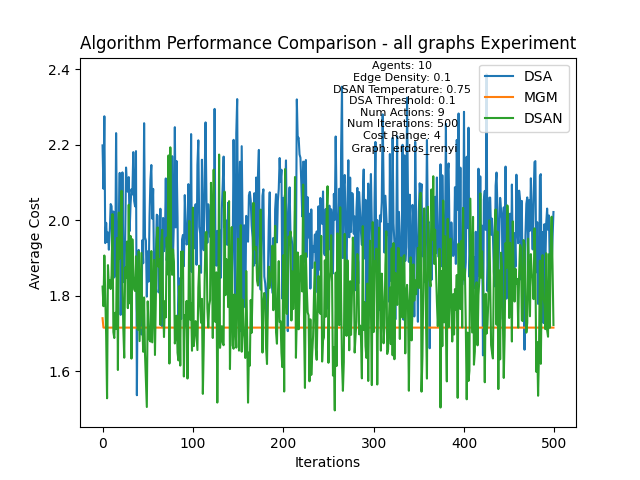 Algorithm Performance Comparison - all graphs Experiment
Agents: 10
Edge Density: 0.1
DSAN Temperature: 0.75
DSA Threshold: 0.1
Num Actions: 9
Num Iterations: 500
Cost Range: 4
Graph: erdos_renyi
DSA
MGM
DSAN
2.4
2.2
2.0
1.8
1.6
Average Cost
0
100
200
300
400
500
Iterations